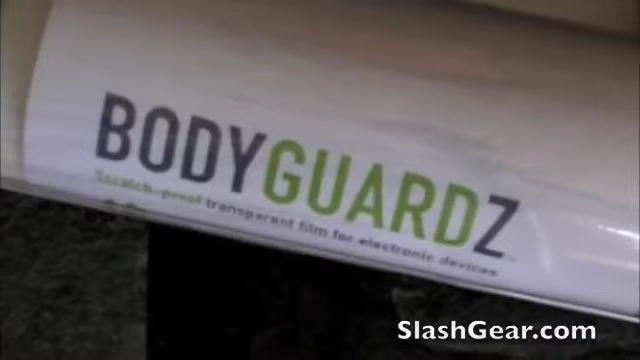 BODYGUARDZ
Scratch-proof transparent film for electronic devices
SlashGear.com